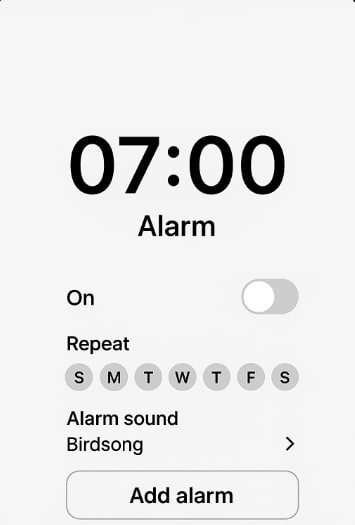 07:00
Alarm
On
Repeat
S M T W T F S
Alarm sound
Birdsong
Add alarm